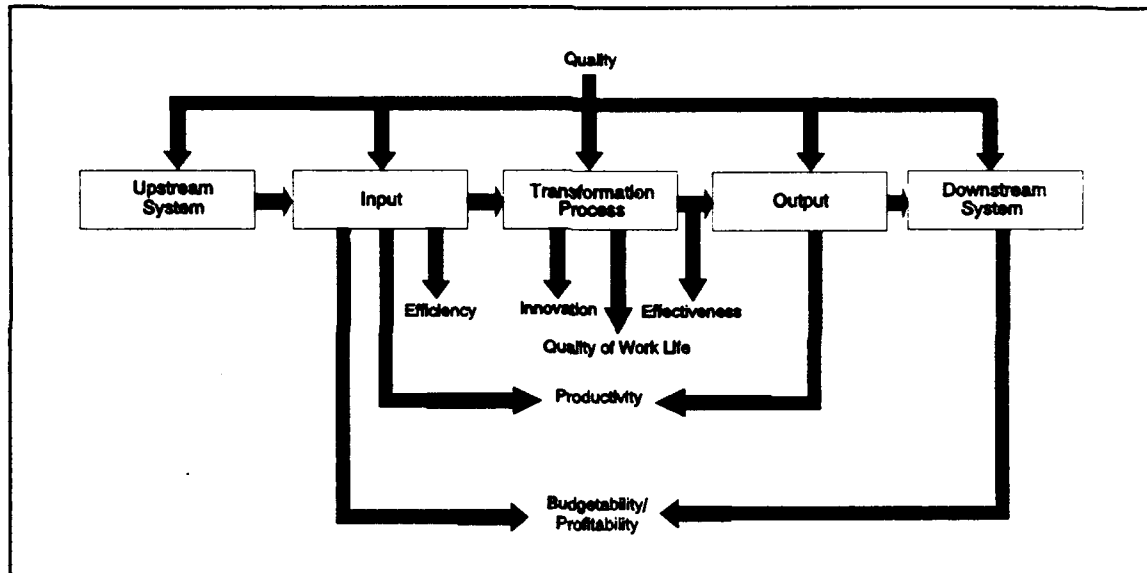 Quality
Upstream
System
Input
Transformation
Process
Output
Downstream
System
Efficiency
Innovation
Effectiveness
Quality of Work Life
Productivity
Budgetability/
Profitability